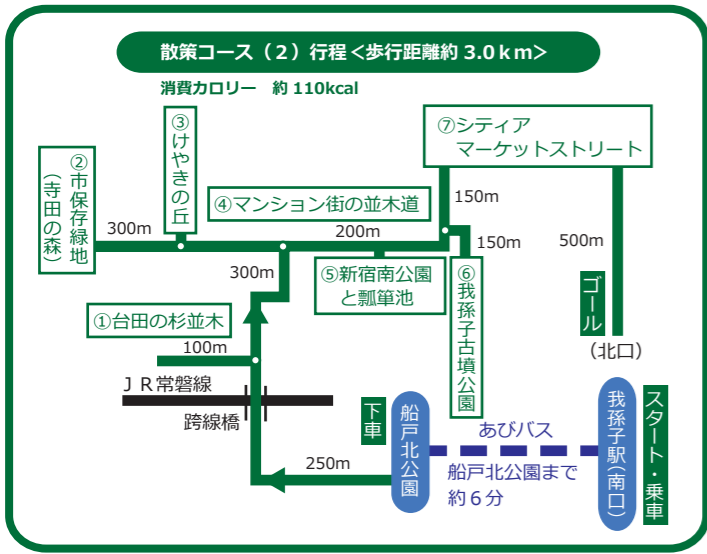 散策コース（2）行程＜歩行距離約 3.0ｋｍ＞
消費カロリー　約 110kcal
③けやきの丘
⑦シティア
マーケットストリート
②市保存緑地
（寺田の森）
④マンション街の並木道
150m
300m
200m
150m
500m
300m
⑤新宿南公園
と瓢箪池
⑥我孫子古墳公園
ゴール
（北口）
①台田の杉並木
100m
ＪＲ常磐線
跨線橋
下車
船戸北公園
あびバス
船戸北公園まで
約６分
我孫子駅（南口）
スタート・乗車
250m